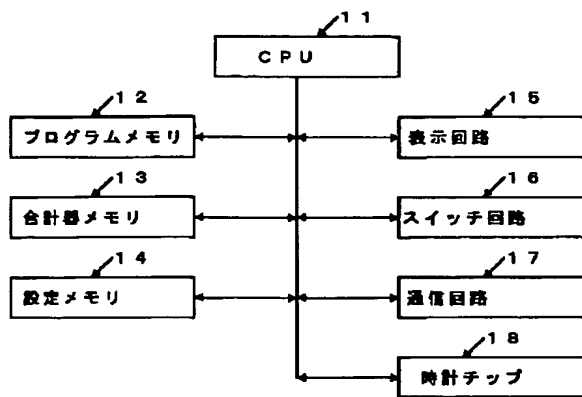 11
CPU
12
プログラムメモリ
15
表示回路
13
合計器メモリ
16
スイッチ回路
14
設定メモリ
17
通信回路
18
時計チップ